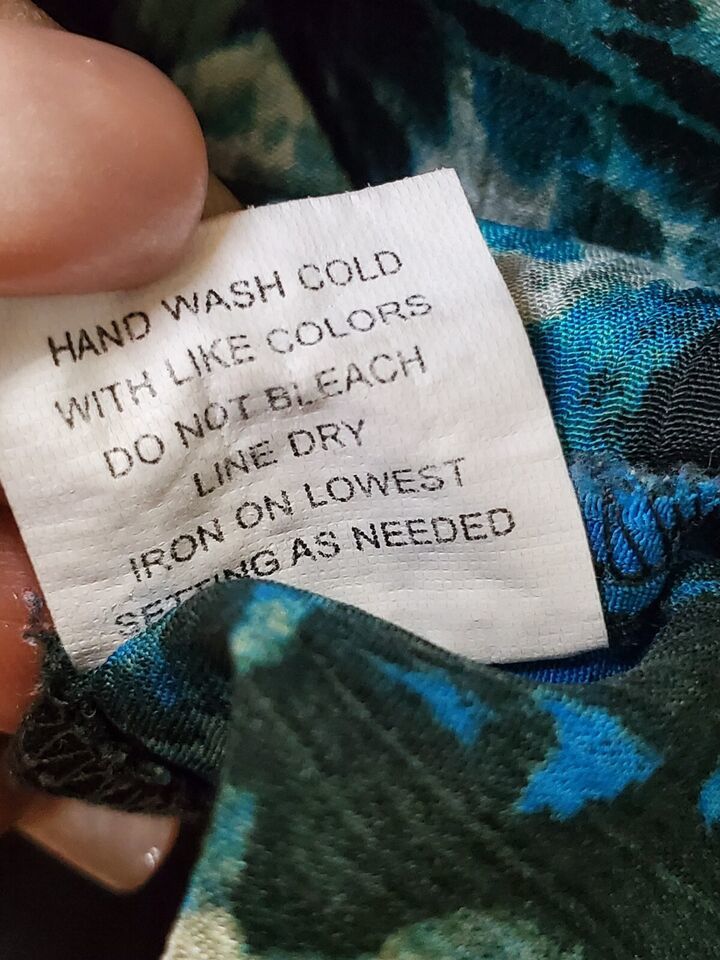 HAND WASH COLD
WITH LIKE COLORS
DO NOT BLEACH
LINE DRY
IRON ON LOWEST
SETTING AS NEEDED